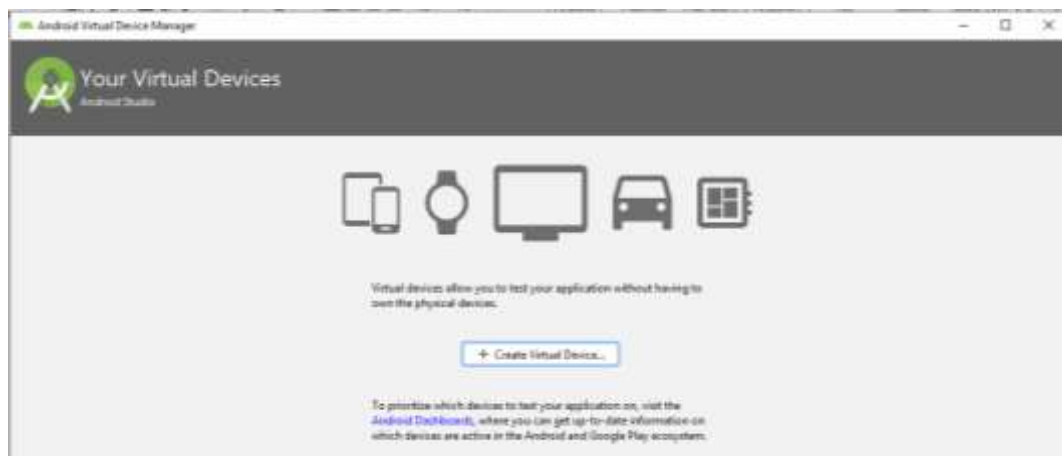 Android Virtual Device Manager
Your Virtual Devices
Android Studio
Virtual devices allow you to test your application without having to
own the physical devices.
+ Create Virtual Device...
To prioritize which devices to test your application on, visit the
Android Dashboards, where you can get up-to-date information on
which devices are active in the Android and Google Play ecosystem.